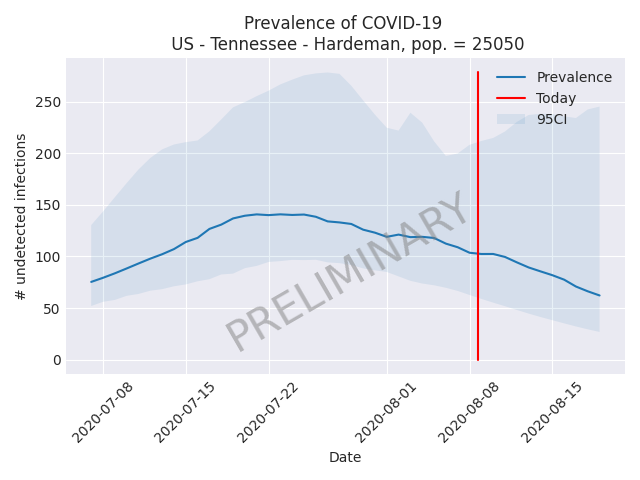 Prevalence of COVID-19
US - Tennessee - Hardeman, pop. = 25050
# undetected infections
250
200
150
100
50
0
Prevalence
Today
95CI
PRELIMINARY
2020-07-08
2020-07-15
2020-07-22
2020-08-01
2020-08-08
2020-08-15
Date